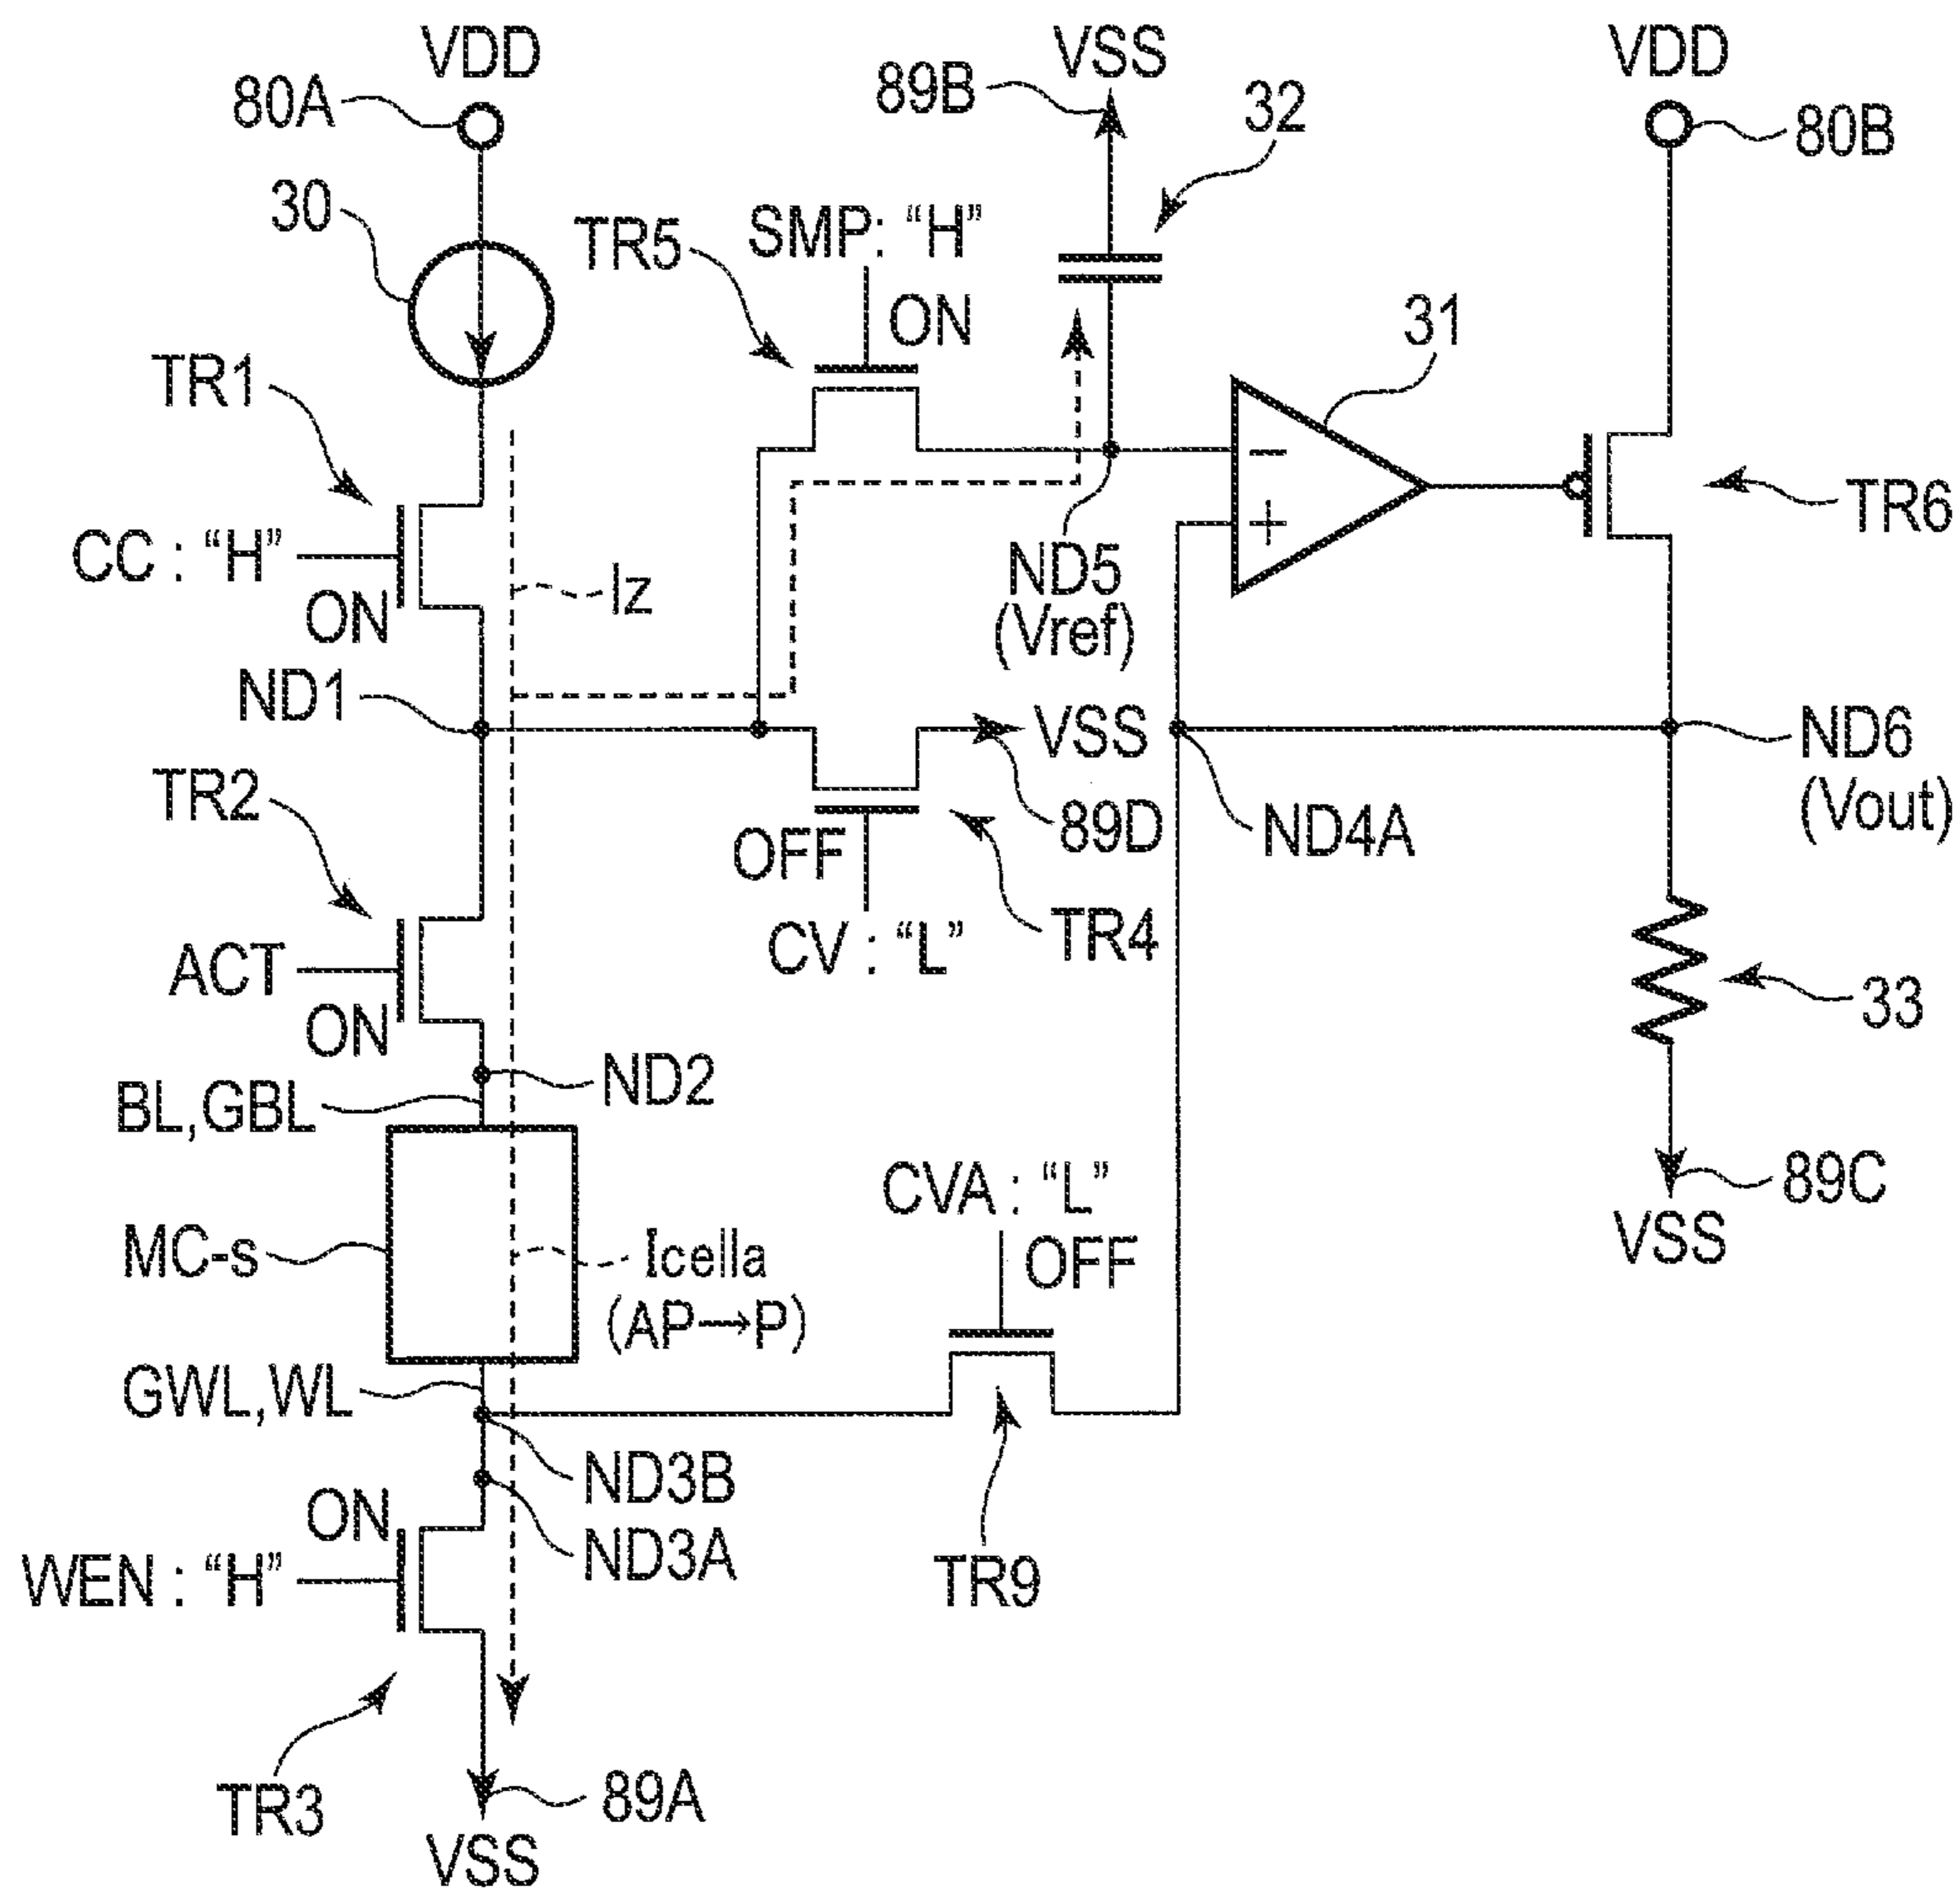 VDD
80A
30
TR1
CC : “H”
ON
Iz
ND1
TR2
ACT
ON
ND2
BL,GBL
MC-s
Icella
(AP→P)
GWL,WL
ND3B
ND3A
ON
WEN : “H”
TR3
89A
VSS
TR5
SMP: “H”
ON
89B
VSS
32
31
−
+
ND5
(Vref)
VSS
89D
OFF
CV : “L”
TR4
ND4A
CVA : “L”
OFF
TR9
VDD
80B
TR6
ND6
(Vout)
33
89C
VSS